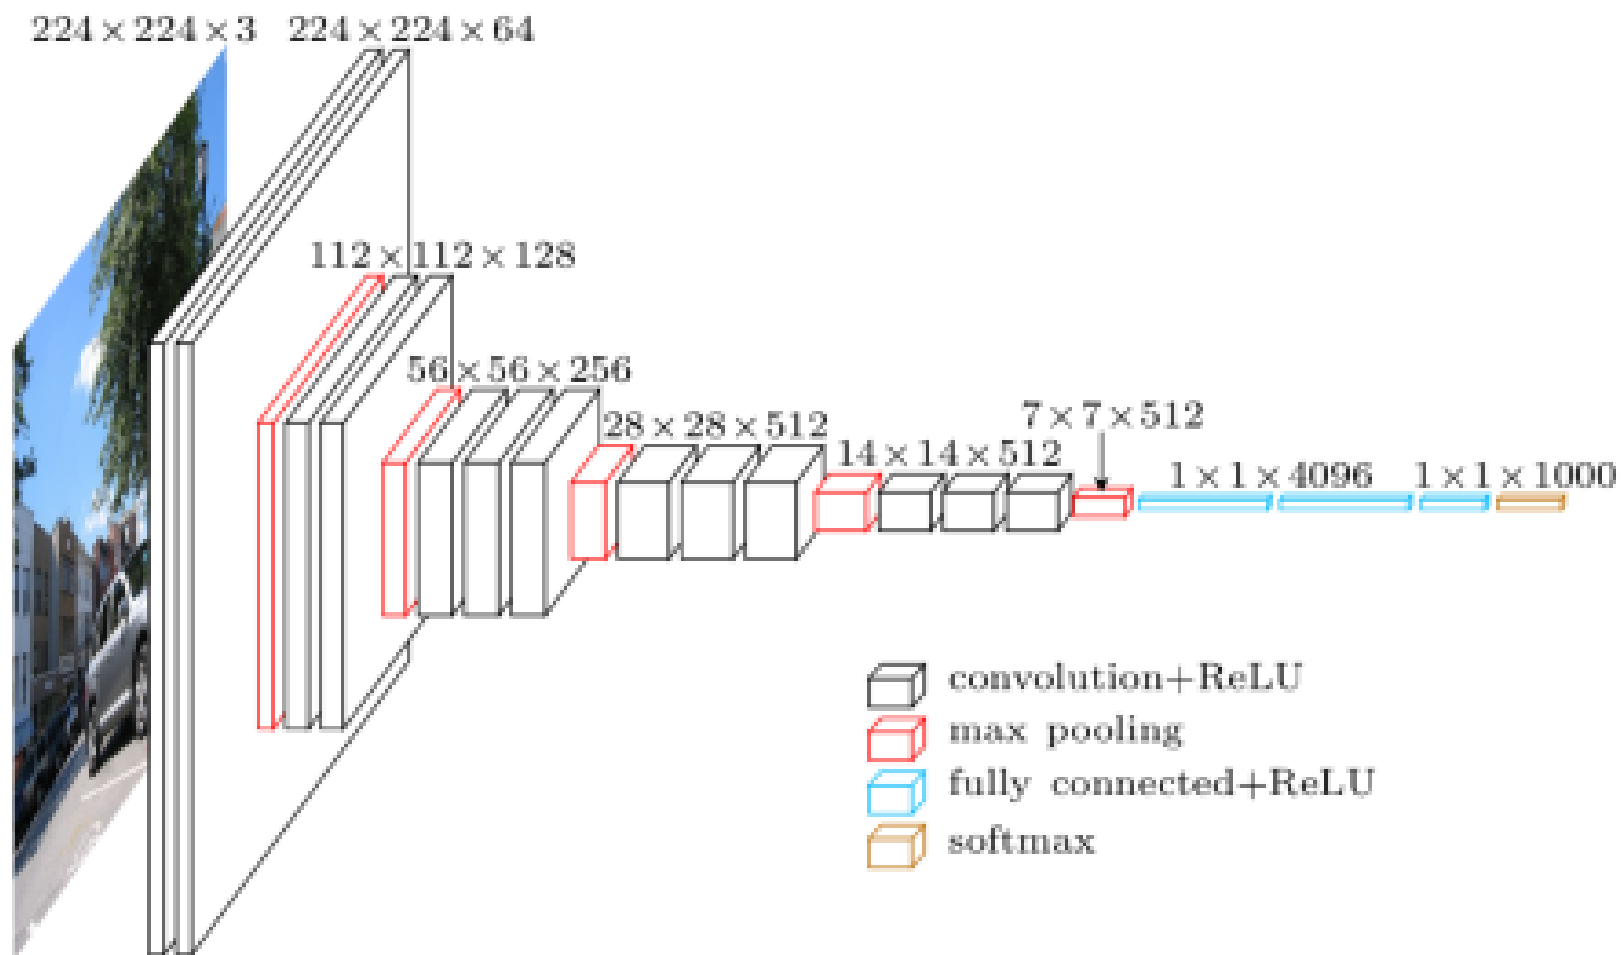 224 × 224 × 3
224 × 224 × 64
112 × 112 × 128
56 × 56 × 256
28 × 28 × 512
14 × 14 × 512
7 × 7 × 512
1 × 1 × 4096
1 × 1 × 1000
convolution+ReLU
max pooling
fully connected+ReLU
softmax